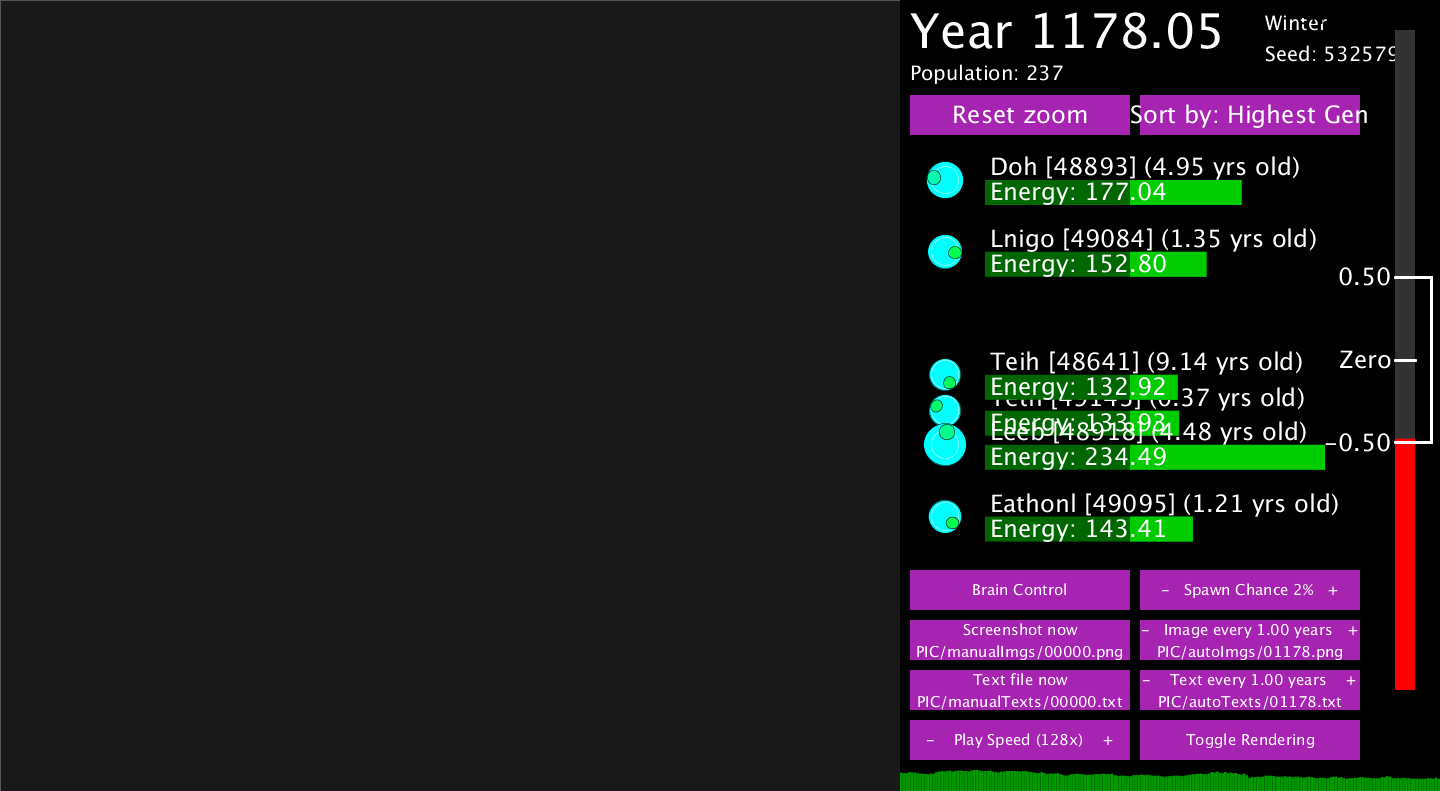 Year 1178.05
Winter
Seed: 532579
Population: 237
Reset zoom
Sort by: Highest Gen
Doh [48893] (4.95 yrs old)
Energy: 177.04
Lnigo [49084] (1.35 yrs old)
Energy: 152.80
0.50
Zero
Teih [48641] (9.14 yrs old)
Energy: 132.92
yrs old)
Energy: 133.93
Leeb [48918] (4.48 yrs old)
-0.50
Energy: 234.49
Eathonl [49095] (1.21 yrs old)
Energy: 143.41
Brain Control
- Spawn Chance 2% +
Screenshot now
PIC/manualImgs/00000.png
- Image every 1.00 years +
PIC/autoImgs/01178.png
Text file now
PIC/manualTexts/00000.txt
- Text every 1.00 years +
PIC/autoTexts/01178.txt
- Play Speed (128x) +
Toggle Rendering